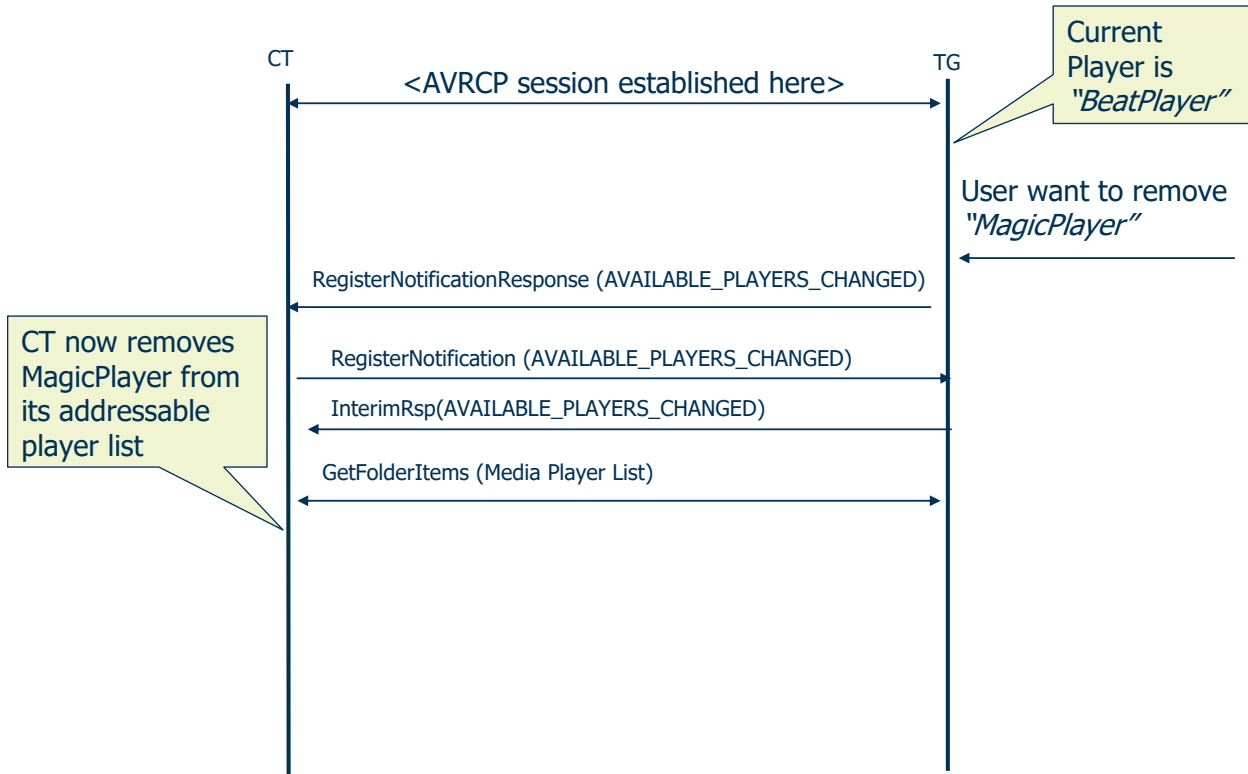 Current
Player is
“BeatPlayer”
CT
TG
<AVRCP session established here>
User want to remove
“MagicPlayer”
RegisterNotificationResponse (AVAILABLE_PLAYERS_CHANGED)
CT now removes
MagicPlayer from
its addressable
player list
RegisterNotification (AVAILABLE_PLAYERS_CHANGED)
InterimRsp(AVAILABLE_PLAYERS_CHANGED)
GetFolderItems (Media Player List)